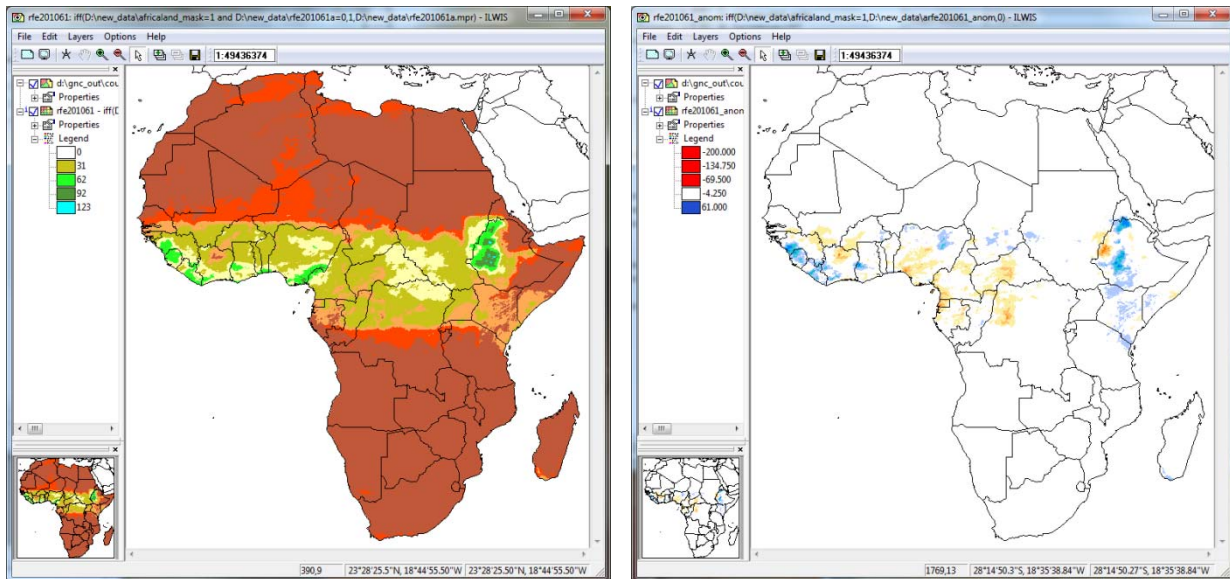 rfe201061: iff(D:\new_data\africaland_mask=1 and D:\new_data\rfe201061a=0,1,D:\new_data\rfe201061a.mpr) - ILWIS
File Edit Layers Options Help
1:49436374
d:\gnc_out\cou
Properties
rfe201061 - iff(D
Properties
Legend
0
31
62
92
123
390,9
23°28'25.5"N, 18°44'55.50"W
23°28'25.50"N, 18°44'55.50"W
rfe201061_anom: iff(D:\new_data\africaland_mask=1,D:\new_data\arfe201061_anom,0) - ILWIS
File Edit Layers Options Help
1:49436374
d:\gnc_out\cou
Properties
rfe201061_anom
Properties
Legend
-200.000
-134.750
-69.500
-4.250
61.000
1769,13
28°14'50.3"S, 18°35'38.84"W
28°14'50.27"S, 18°35'38.84"W